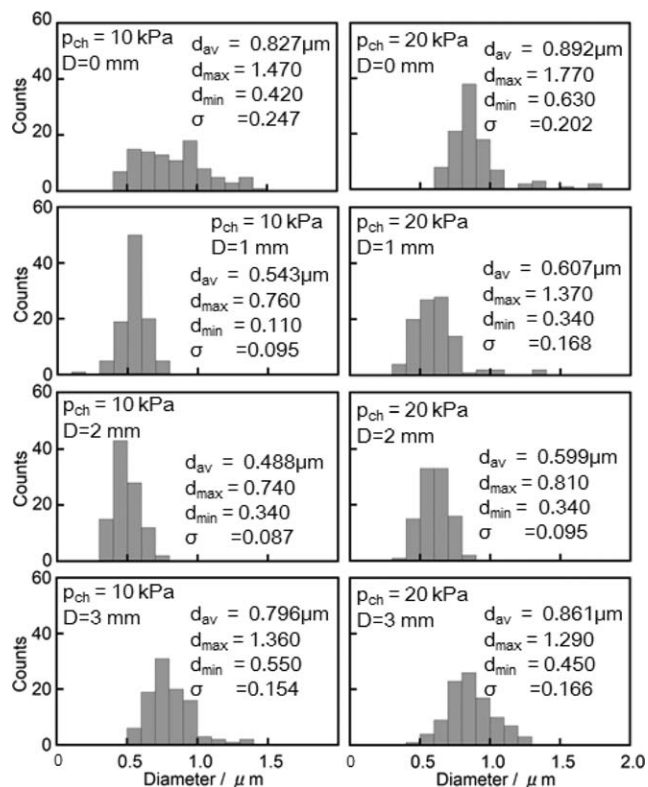 60
40
20
0
Counts
p_ch = 10 kPa
D=0 mm
d_av = 0.827μm
d_max = 1.470
d_min = 0.420
σ =0.247
p_ch = 20 kPa
D=0 mm
d_av = 0.892μm
d_max = 1.770
d_min = 0.630
σ =0.202
60
40
20
0
Counts
p_ch = 10 kPa
D=1 mm
d_av = 0.543μm
d_max = 0.760
d_min = 0.110
σ =0.095
p_ch = 20 kPa
D=1 mm
d_av = 0.607μm
d_max = 1.370
d_min = 0.340
σ =0.168
60
40
20
0
Counts
p_ch = 10 kPa
D=2 mm
d_av = 0.488μm
d_max = 0.740
d_min = 0.340
σ =0.087
p_ch = 20 kPa
D=2 mm
d_av = 0.599μm
d_max = 0.810
d_min = 0.340
σ =0.095
60
40
20
0
Counts
p_ch = 10 kPa
D=3 mm
d_av = 0.796μm
d_max = 1.360
d_min = 0.550
σ =0.154
p_ch = 20 kPa
D=3 mm
d_av = 0.861μm
d_max = 1.290
d_min = 0.450
σ =0.166
0 0.5 1.0 1.5 0 0.5 1.0 1.5 2.0
Diameter / μm Diameter / μm